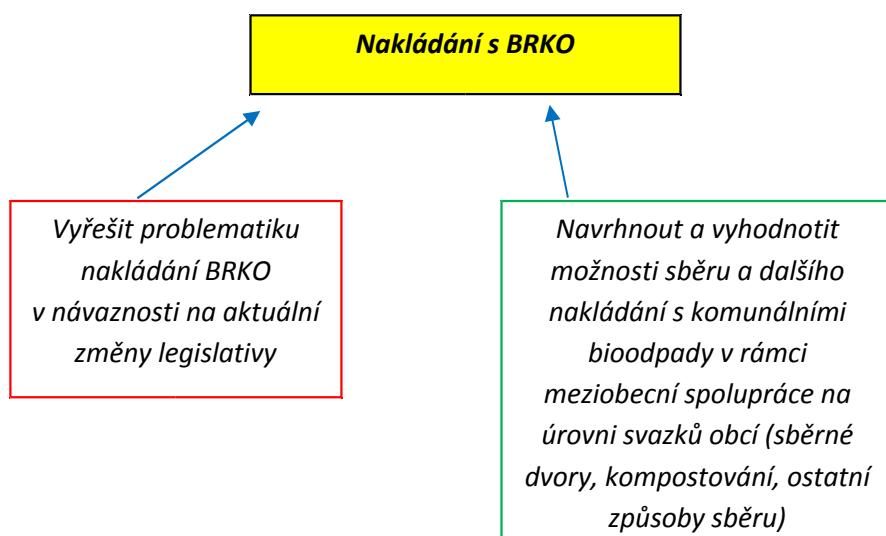 Nakládání s BRKO
Vyřešit problematiku
nakládání BRKO
v návaznosti na aktuální
změny legislativy
Navrhnout a vyhodnotit
možnosti sběru a dalšího
nakládání s komunálními
bioodpady v rámci
meziobecní spolupráce na
úrovni svazků obcí (sběrné
dvory, kompostování, ostatní
způsoby sběru)